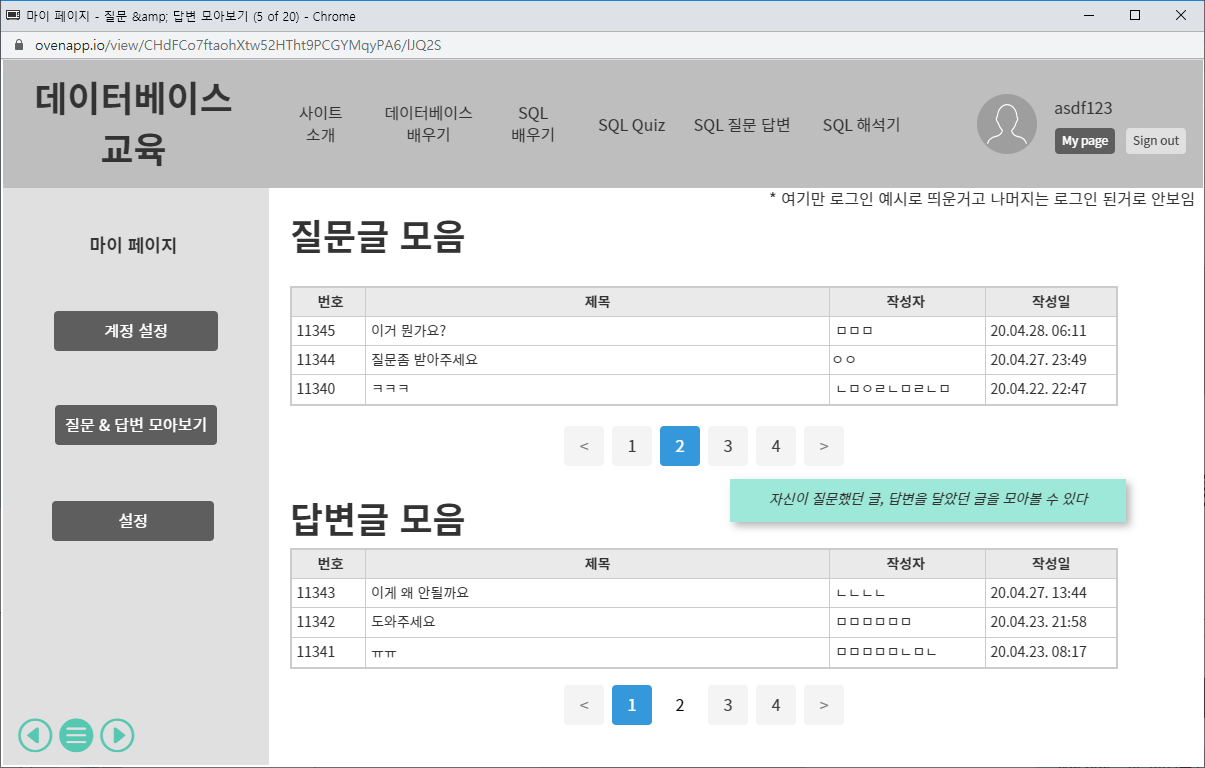 마이 페이지 - 질문 &amp; 답변 모아보기 (5 of 20) - Chrome
ovenapp.io/view/CHdFCo7ftaohXtw52HTht9PCGYMqyPA6/lJQ2S
데이터베이스
교육
사이트
소개
데이터베이스
배우기
SQL
배우기
SQL Quiz
SQL 질문 답변
SQL 해석기
asdf123
My page
Sign out
* 여기만 로그인 예시로 띄운거고 나머지는 로그인 된거로 안보임
마이 페이지
계정 설정
질문 & 답변 모아보기
설정
질문글 모음
번호 제목 작성자 작성일
11345 이거 뭔가요? ㅁㅁㅁ 20.04.28. 06:11
11344 질문좀 받아주세요 ㅇㅇ 20.04.27. 23:49
11340 ㅋㅋㅋ ㄴㅁㅇㄹㄴㅁㄹㄴㅁ 20.04.22. 22:47
< 1 2 3 4 >
자신이 질문했던 글, 답변을 달았던 글을 모아볼 수 있다
답변글 모음
번호 제목 작성자 작성일
11343 이게 왜 안될까요 ㄴㄴㄴㄴ 20.04.27. 13:44
11342 도와주세요 ㅁㅁㅁㅁㅁㅁ 20.04.23. 21:58
11341 ㅠㅠ ㅁㅁㅁㅁㅁㄴㅁㄴ 20.04.23. 08:17
< 1 2 3 4 >